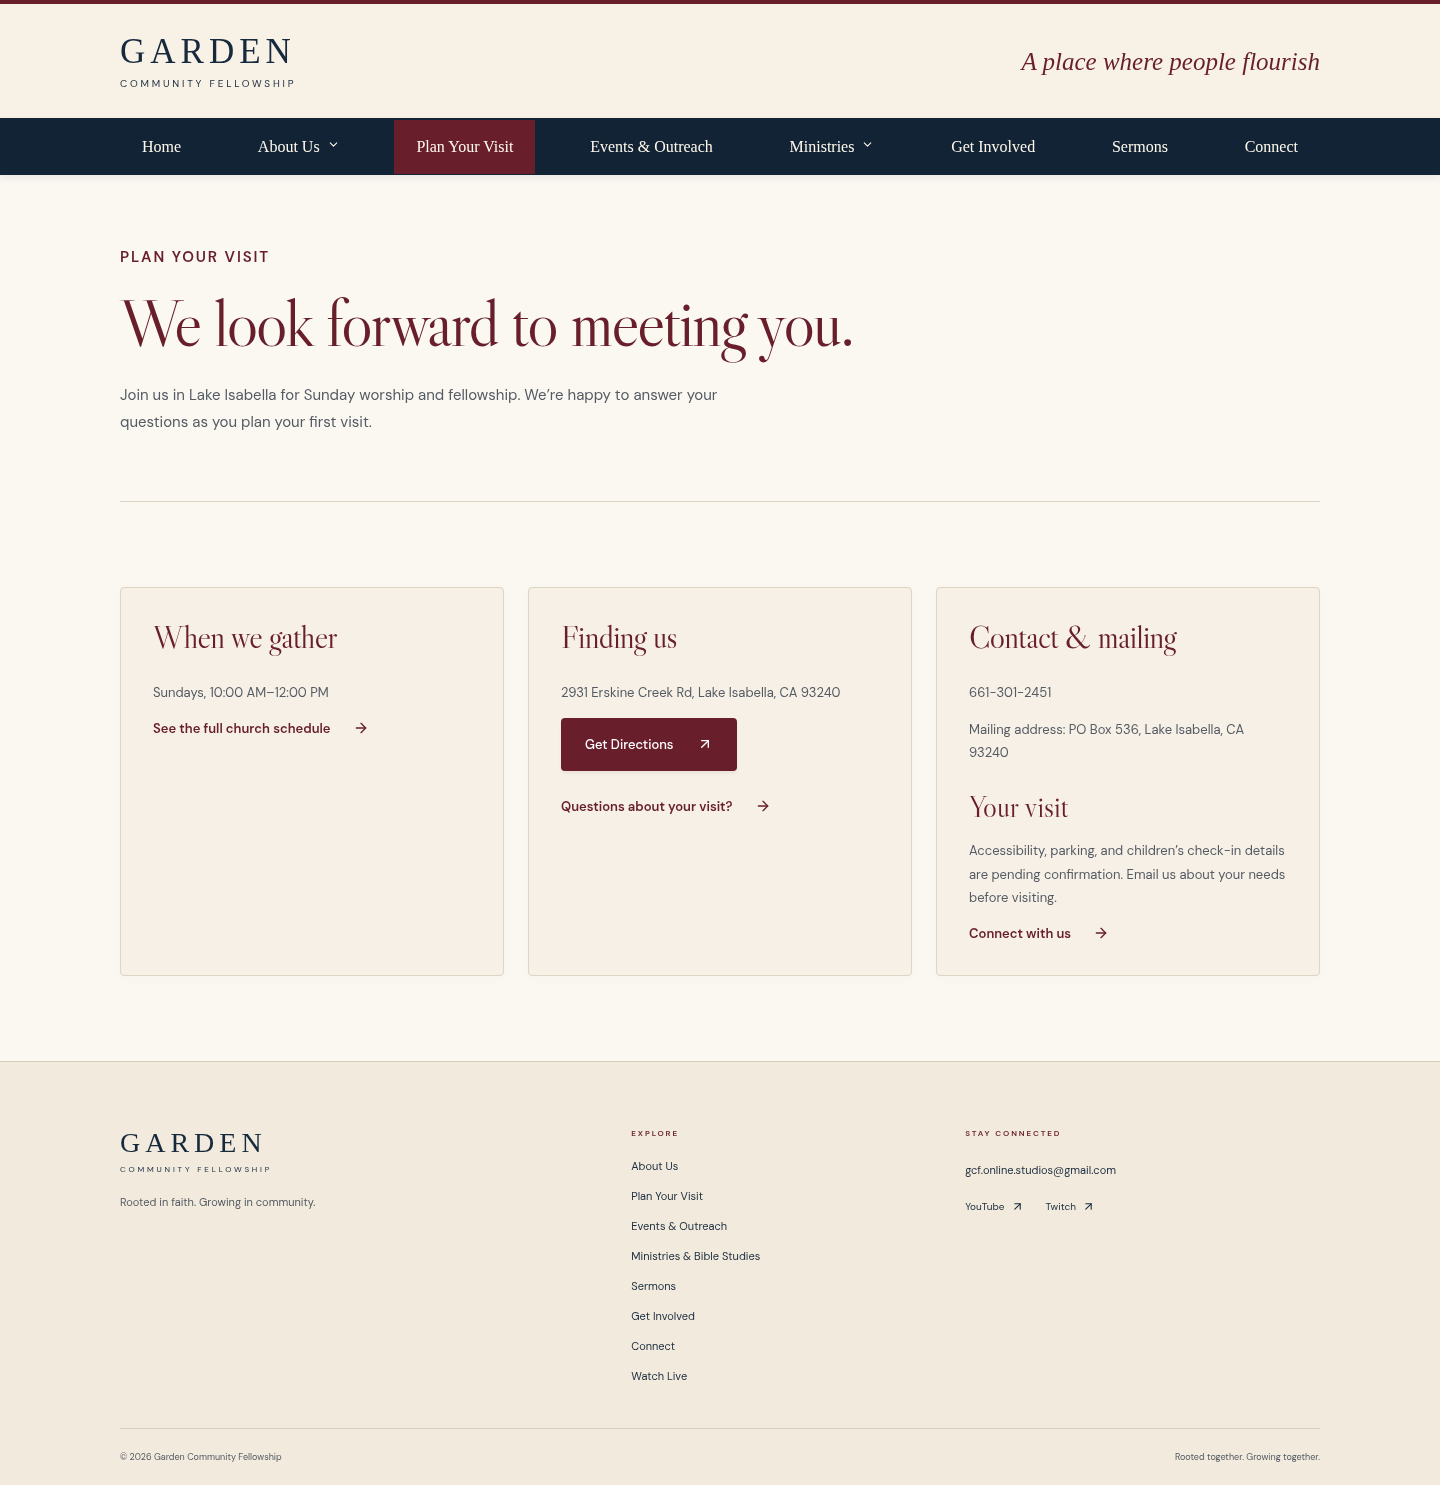 GARDEN
COMMUNITY FELLOWSHIP
A place where people flourish
Home
About Us
Plan Your Visit
Events & Outreach
Ministries
Get Involved
Sermons
Connect
PLAN YOUR VISIT
We look forward to meeting you.
Join us in Lake Isabella for Sunday worship and fellowship. We’re happy to answer your
questions as you plan your first visit.
When we gather
Sundays, 10:00 AM–12:00 PM
See the full church schedule
Finding us
2931 Erskine Creek Rd, Lake Isabella, CA 93240
Get Directions
Questions about your visit?
Contact & mailing
661-301-2451
Mailing address: PO Box 536, Lake Isabella, CA
93240
Your visit
Accessibility, parking, and children’s check-in details
are pending confirmation. Email us about your needs
before visiting.
Connect with us
GARDEN
COMMUNITY FELLOWSHIP
Rooted in faith. Growing in community.
EXPLORE
About Us
Plan Your Visit
Events & Outreach
Ministries & Bible Studies
Sermons
Get Involved
Connect
Watch Live
STAY CONNECTED
gcf.online.studios@gmail.com
YouTube
Twitch
© 2026 Garden Community Fellowship
Rooted together. Growing together.